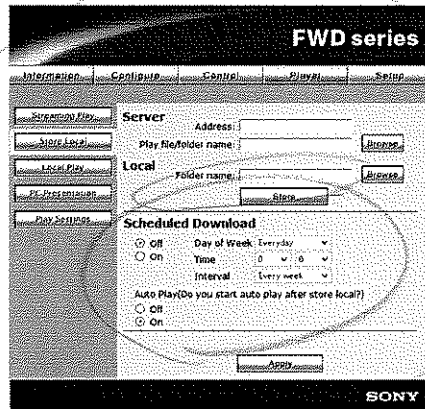 FWD series
Information Configure Control Player Setup
Streaming Play
Store Local
Local Play
PC Presentation
Play Settings
Server
Address:
Play file/folder name: Browse
Local
Folder name: Browse
Store
Scheduled Download
Off Day of Week Everyday
On Time 0 0
Interval Every week
Auto Play(Do you start auto play after store local?)
Off
On
Apply
SONY